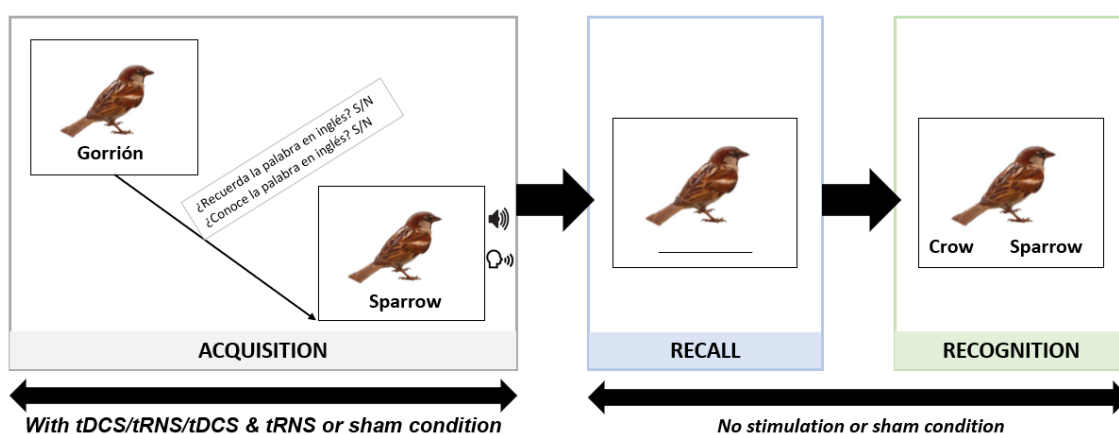 Gorrión
¿Recuerda la palabra en inglés? S/N
¿Conoce la palabra en inglés? S/N
Sparrow
ACQUISITION
With tDCS/tRNS/tDCS & tRNS or sham condition
RECALL
Crow Sparrow
RECOGNITION
No stimulation or sham condition